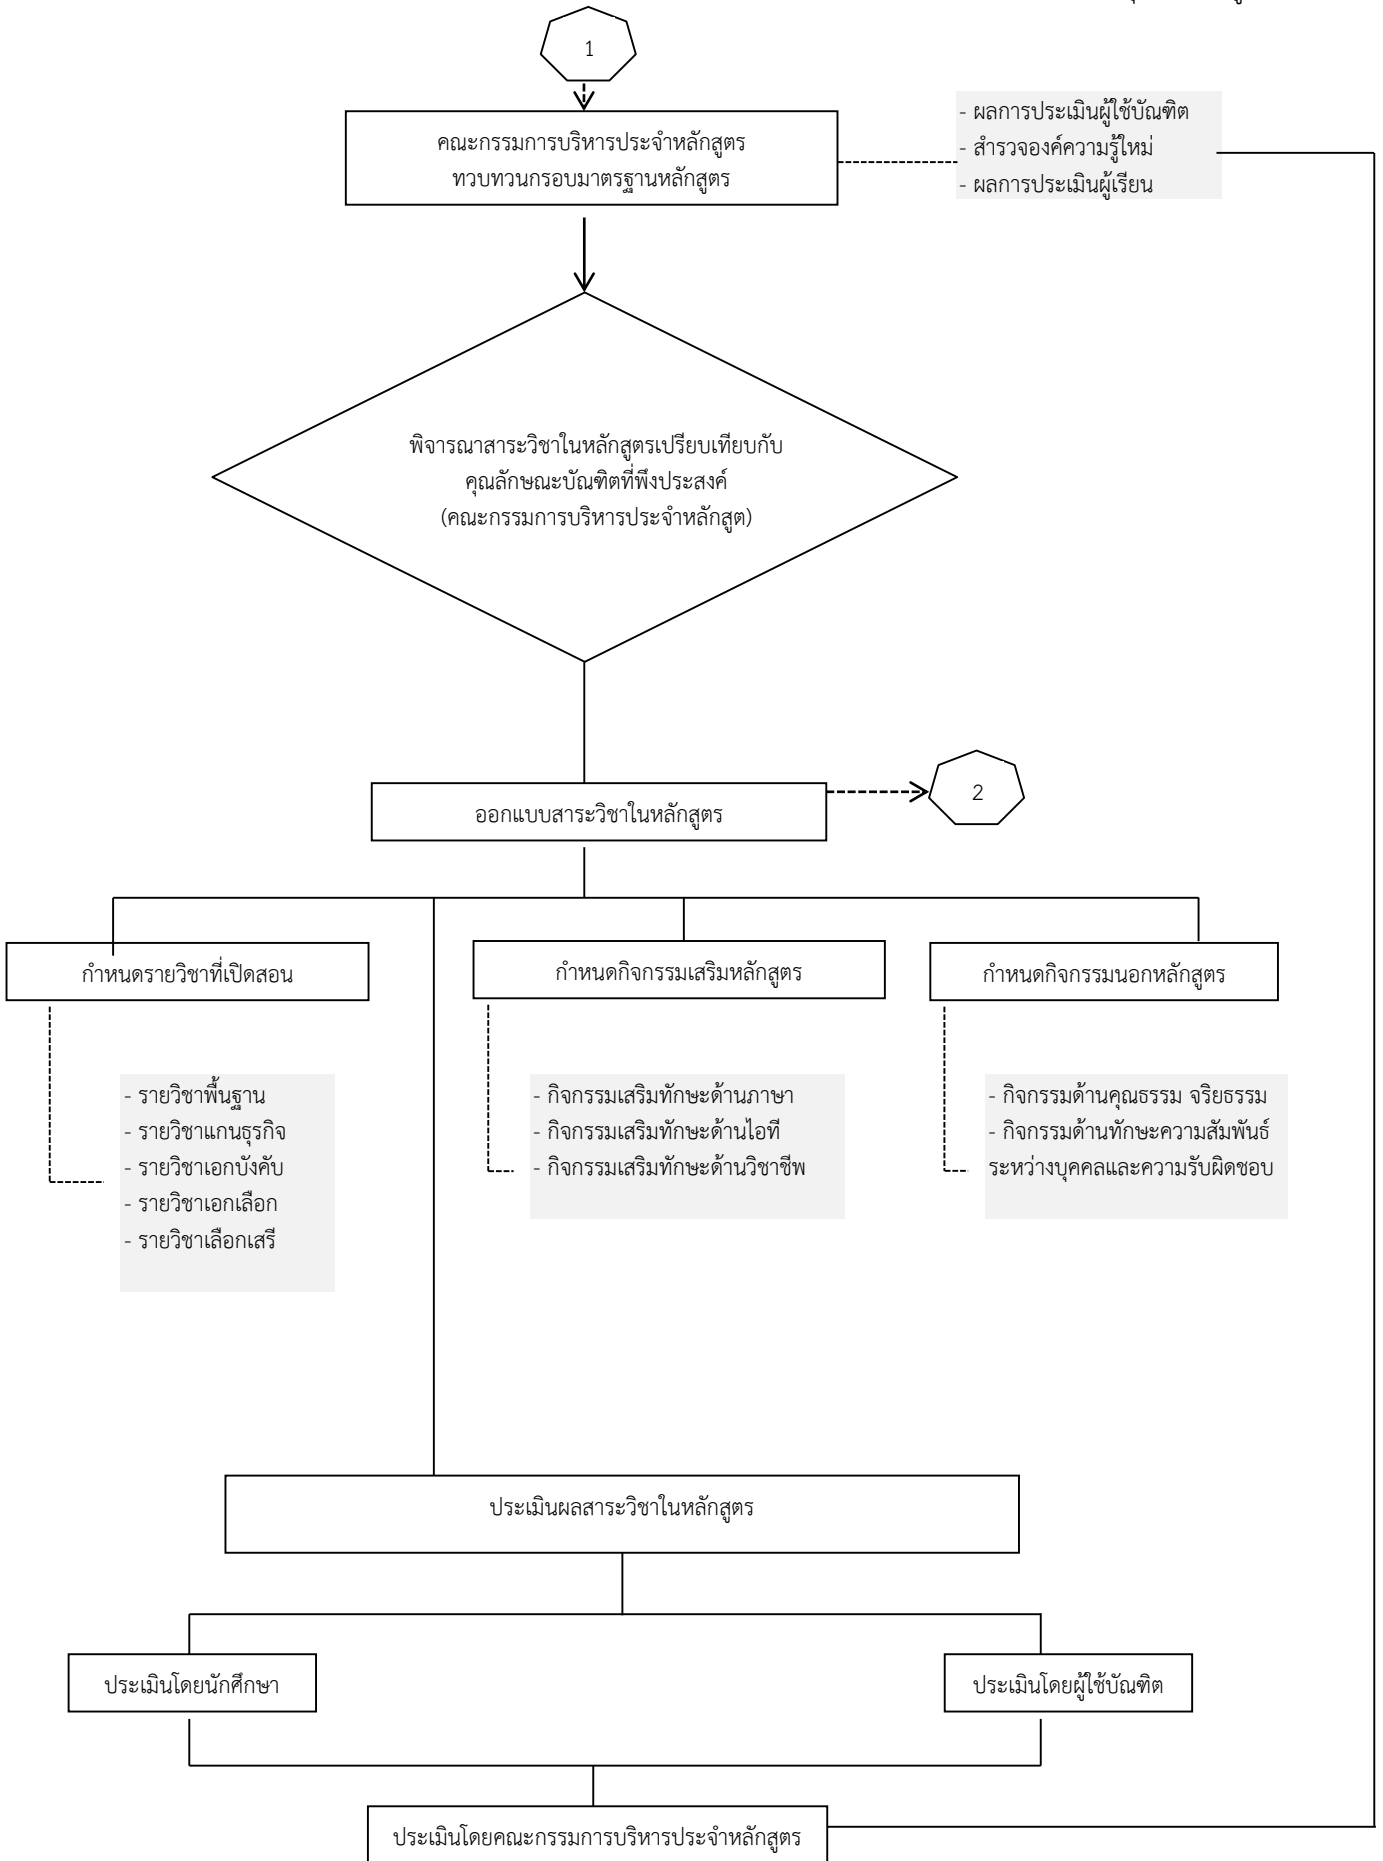 1
คณะกรรมการบริหารประจำหลักสูตร
ทวบทวนกรอบมาตรฐานหลักสูตร
- ผลการประเมินผู้ใช้บัณฑิต
- สำรวจองค์ความรู้ใหม่
- ผลการประเมินผู้เรียน
พิจารณาสาระวิชาในหลักสูตรเปรียบเทียบกับ
คุณลักษณะบัณฑิตที่พึงประสงค์
(คณะกรรมการบริหารประจำหลักสูต)
ออกแบบสาระวิชาในหลักสูตร
2
กำหนดรายวิชาที่เปิดสอน
กำหนดกิจกรรมเสริมหลักสูตร
กำหนดกิจกรรมนอกหลักสูตร
- รายวิชาพื้นฐาน
- รายวิชาแกนธุรกิจ
- รายวิชาเอกบังคับ
- รายวิชาเอกเลือก
- รายวิชาเลือกเสรี
- กิจกรรมเสริมทักษะด้านภาษา
- กิจกรรมเสริมทักษะด้านไอที
- กิจกรรมเสริมทักษะด้านวิชาชีพ
- กิจกรรมด้านคุณธรรม จริยธรรม
- กิจกรรมด้านทักษะความสัมพันธ์
ระหว่างบุคคลและความรับผิดชอบ
ประเมินผลสาระวิชาในหลักสูตร
ประเมินโดยนักศึกษา
ประเมินโดยผู้ใช้บัณฑิต
ประเมินโดยคณะกรรมการบริหารประจำหลักสูตร